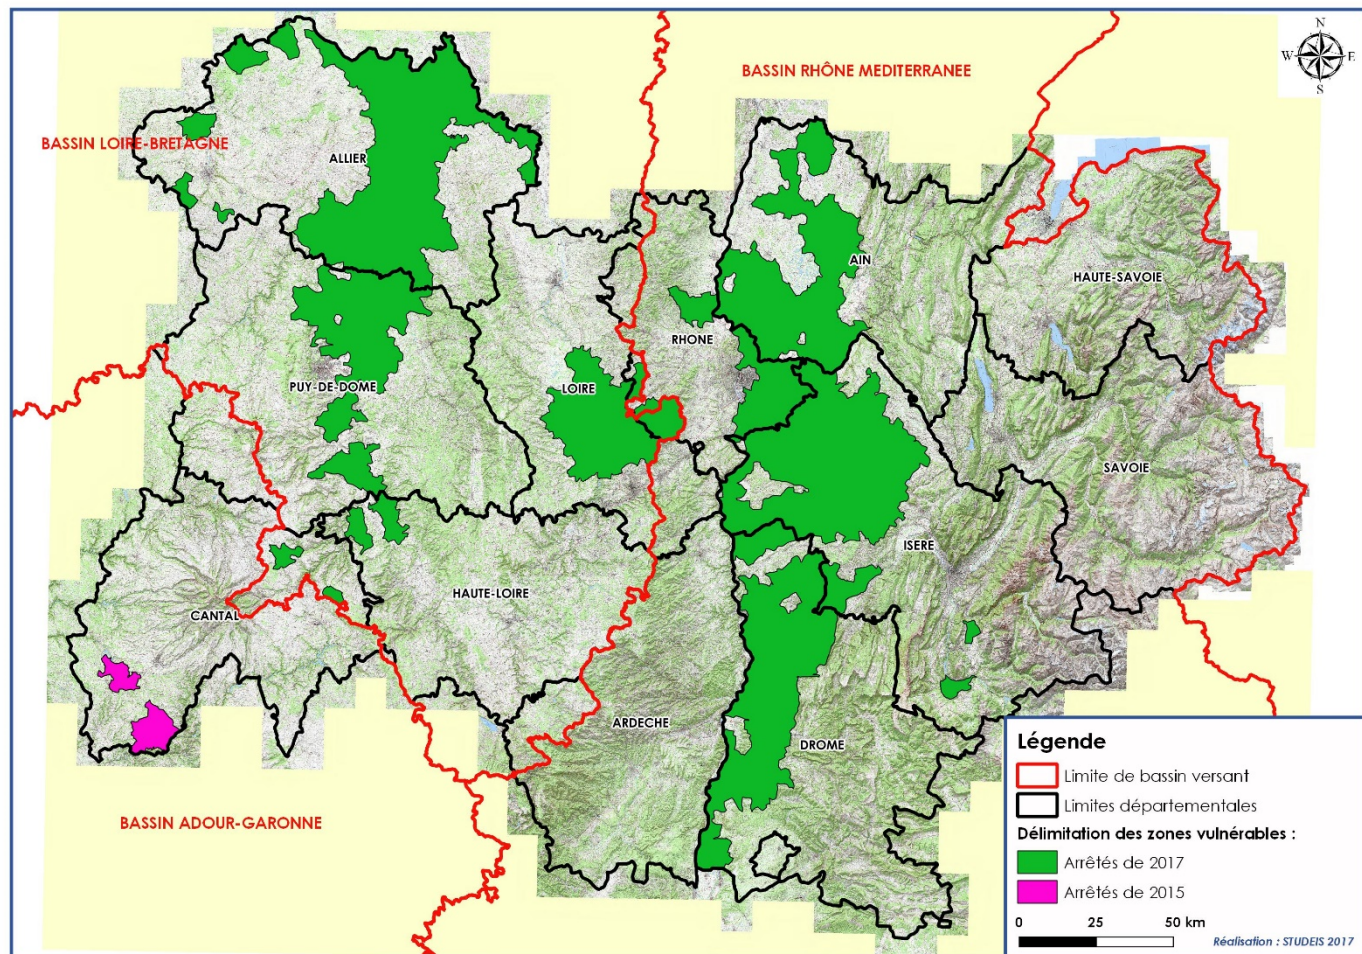 N
W
E
S
BASSIN RHÔNE MEDITERRANEE
BASSIN LOIRE-BRETAGNE
ALLIER
AIN
HAUTE-SAVOIE
RHONE
PUY-DE-DOME
LOIRE
SAVOIE
ISERE
HAUTE-LOIRE
CANTAL
ARDECHE
DROME
BASSIN ADOUR-GARONNE
Légende
Limite de bassin versant
Limites départementales
Délimitation des zones vulnérables :
Arrêtés de 2017
Arrêtés de 2015
0 25 50 km
Réalisation : STUDEIS 2017